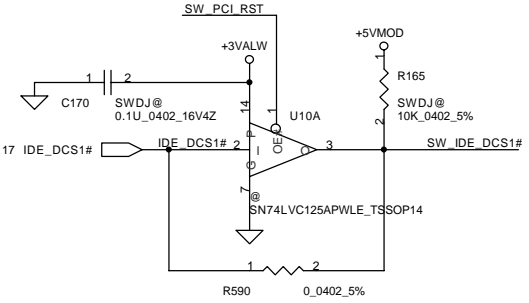 SW_PCI_RST
+5VMOD
+3VALW
1
1 2
R165
C170
SWDJ@
0.1U_0402_16V4Z
14
1
U10A
SWDJ@
10K_0402_5%
2
P
OE#
17 IDE_DCS1#
IDE_DCS1#
2
I
O
3
SW_IDE_DCS1#
G
7
@
SN74LVC125APWLE_TSSOP14
1 2
R590
0_0402_5%